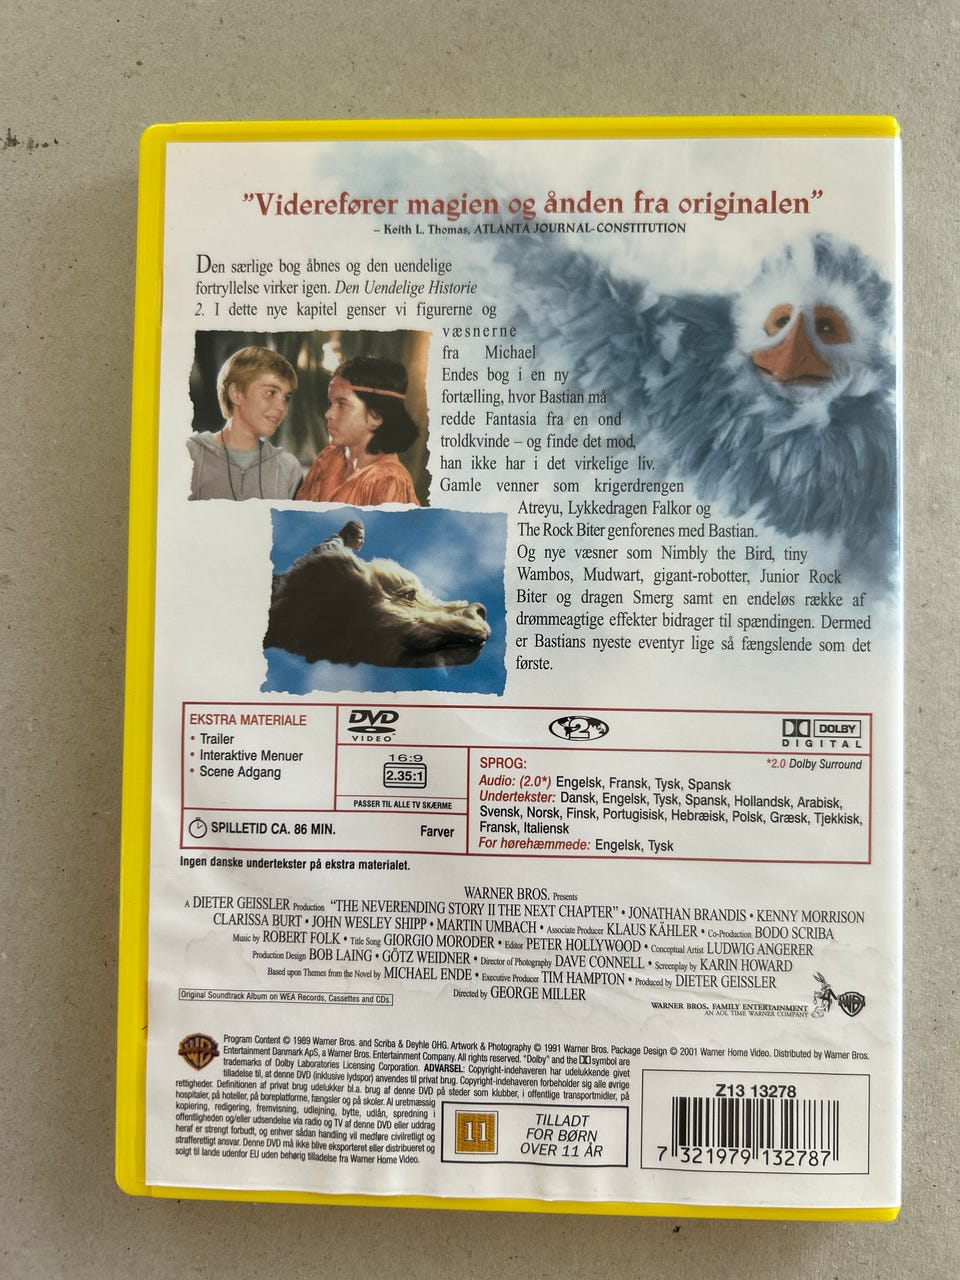 "Viderefører magien og ånden fra originalen"
– Keith L. Thomas, ATLANTA JOURNAL-CONSTITUTION
Den særlige bog åbnes og den uendelige
fortryllelse virker igen. Den Uendelige Historie
2. I dette nye kapitel genser vi figurerne og
væsnerne
fra Michael
Endes bog i en ny
fortælling, hvor Bastian må
redde Fantasia fra en ond
troldkvinde – og finde det mod,
han ikke har i det virkelige liv.
Gamle venner som krigerdrengen
Atreyu, Lykkedragen Falkor og
The Rock Biter genforenes med Bastian.
Og nye væsner som Nimbly the Bird, tiny
Wambos, Mudwart, gigant-robotter, Junior Rock
Biter og dragen Smerg samt en endeløs række af
drømmeagtige effekter bidrager til spændingen. Dermed
er Bastians nyeste eventyr lige så fængslende som det
første.
EKSTRA MATERIALE
• Trailer
• Interaktive Menuer
• Scene Adgang
SPILLETID CA. 86 MIN.
Farver
DVD
VIDEO
16:9
2.35:1
PASSER TIL ALLE TV SKÆRME
2
DOLBY
DIGITAL
*2.0 Dolby Surround
SPROG:
Audio: (2.0*) Engelsk, Fransk, Tysk, Spansk
Undertekster: Dansk, Engelsk, Tysk, Spansk, Hollandsk, Arabisk,
Svensk, Norsk, Finsk, Portugisisk, Hebræisk, Polsk, Græsk, Tjekkisk,
Fransk, Italiensk
For hørehæmmede: Engelsk, Tysk
Ingen danske undertekster på ekstra materialet.
WARNER BROS. Presents
A DIETER GEISSLER Production "THE NEVERENDING STORY II THE NEXT CHAPTER" • JONATHAN BRANDIS • KENNY MORRISON
CLARISSA BURT • JOHN WESLEY SHIPP • MARTIN UMBACH • Associate Producer KLAUS KÄHLER • Co-Production BODO SCRIBA
Music by ROBERT FOLK • Title Song GIORGIO MORODER • Editor PETER HOLLYWOOD • Conceptual Artist LUDWIG ANGERER
Production Design BOB LAING • GÖTZ WEIDNER • Director of Photography DAVE CONNELL • Screenplay by KARIN HOWARD
Based upon Themes from the Novel by MICHAEL ENDE • Executive Producer TIM HAMPTON • Produced by DIETER GEISSLER
Directed by GEORGE MILLER
Original Soundtrack Album on WEA Records, Cassettes and CDs.
WARNER BROS. FAMILY ENTERTAINMENT
AN AOL TIME WARNER COMPANY
Program Content © 1989 Warner Bros. and Scriba & Deyhle OHG. Artwork & Photography © 1991 Warner Bros. Package Design © 2001 Warner Home Video. Distributed by Warner Bros.
Entertainment Danmark ApS, a Warner Bros. Entertainment Company. All rights reserved. "Dolby" and the symbol are
trademarks of Dolby Laboratories Licensing Corporation. ADVARSEL: Copyright-indehaveren har udelukkende givet
tilladelse til, at denne DVD (inklusive lydspor) anvendes til privat brug. Copyright-indehaveren forbeholder sig alle øvrige
rettigheder. Definitionen af privat brug udelukker bl.a. brug af denne DVD på steder som klubber, i offentlige transportmidler, på
hospitaler, på hoteller, på boreplatforme, fængsler og på skoler. Al uretmæssig
kopiering, redigering, fremvisning, udlejning, bytte, udlån, spredning i
offentligheden og/eller udsendelse via radio og TV af denne DVD eller uddrag
heraf er strengt forbudt, og enhver sådan handling vil medføre civilretligt og
strafferetligt ansvar. Denne DVD må ikke blive eksporteret eller distribueret og
solgt til lande udenfor EU uden behørig tilladelse fra Warner Home Video.
11
TILLADT
FOR BØRN
OVER 11 ÅR
Z13 13278
7 321979 132787